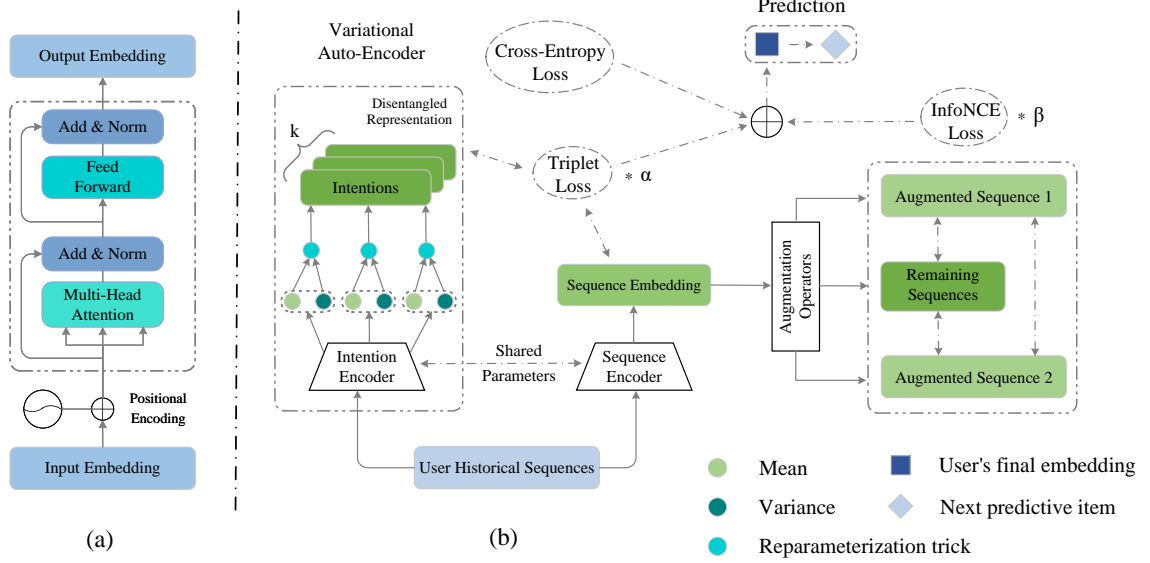 Output Embedding
Add & Norm
Feed
Forward
Add & Norm
Multi-Head
Attention
Positional
Encoding
Input Embedding
(a)
Variational
Auto-Encoder
Disentangled
Representation
k
Intentions
Intention
Encoder
Shared
Parameters
Sequence
Encoder
User Historical Sequences
Sequence Embedding
Cross-Entropy
Loss
Triplet
Loss
* α
Prediction
InfoNCE
Loss
* β
Augmentation
Operators
Augmented Sequence 1
Remaining
Sequences
Augmented Sequence 2
Mean
Variance
Reparameterization trick
User's final embedding
Next predictive item
(b)